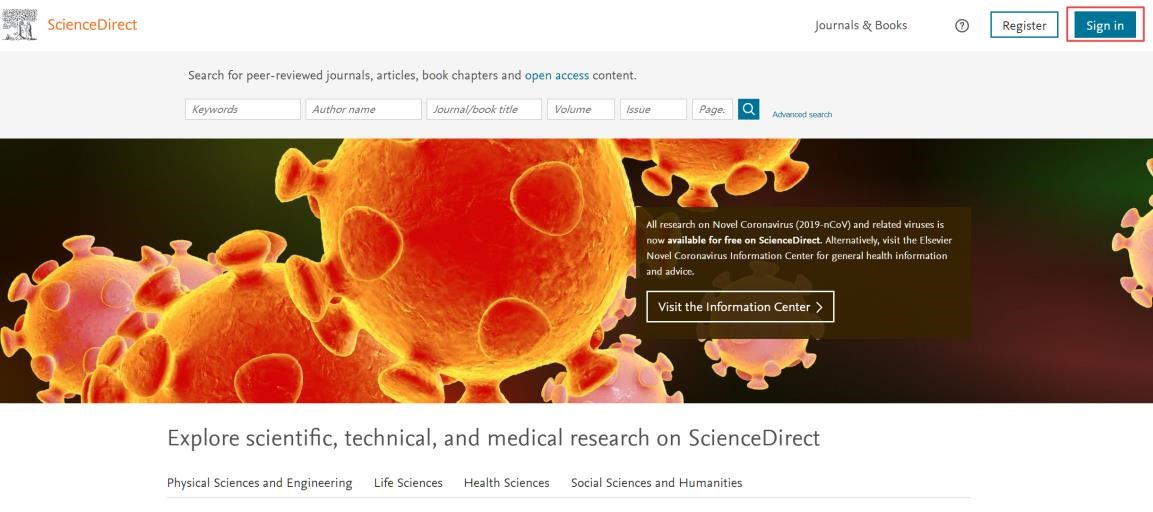 ScienceDirect
Journals & Books
?
Register
Sign in
Search for peer-reviewed journals, articles, book chapters and open access content.
Keywords
Author name
Journal/book title
Volume
Issue
Page:
Advanced search
All research on Novel Coronavirus (2019-nCoV) and related viruses is
now available for free on ScienceDirect. Alternatively, visit the Elsevier
Novel Coronavirus Information Center for general health information
and advice.
Visit the Information Center >
Explore scientific, technical, and medical research on ScienceDirect
Physical Sciences and Engineering
Life Sciences
Health Sciences
Social Sciences and Humanities